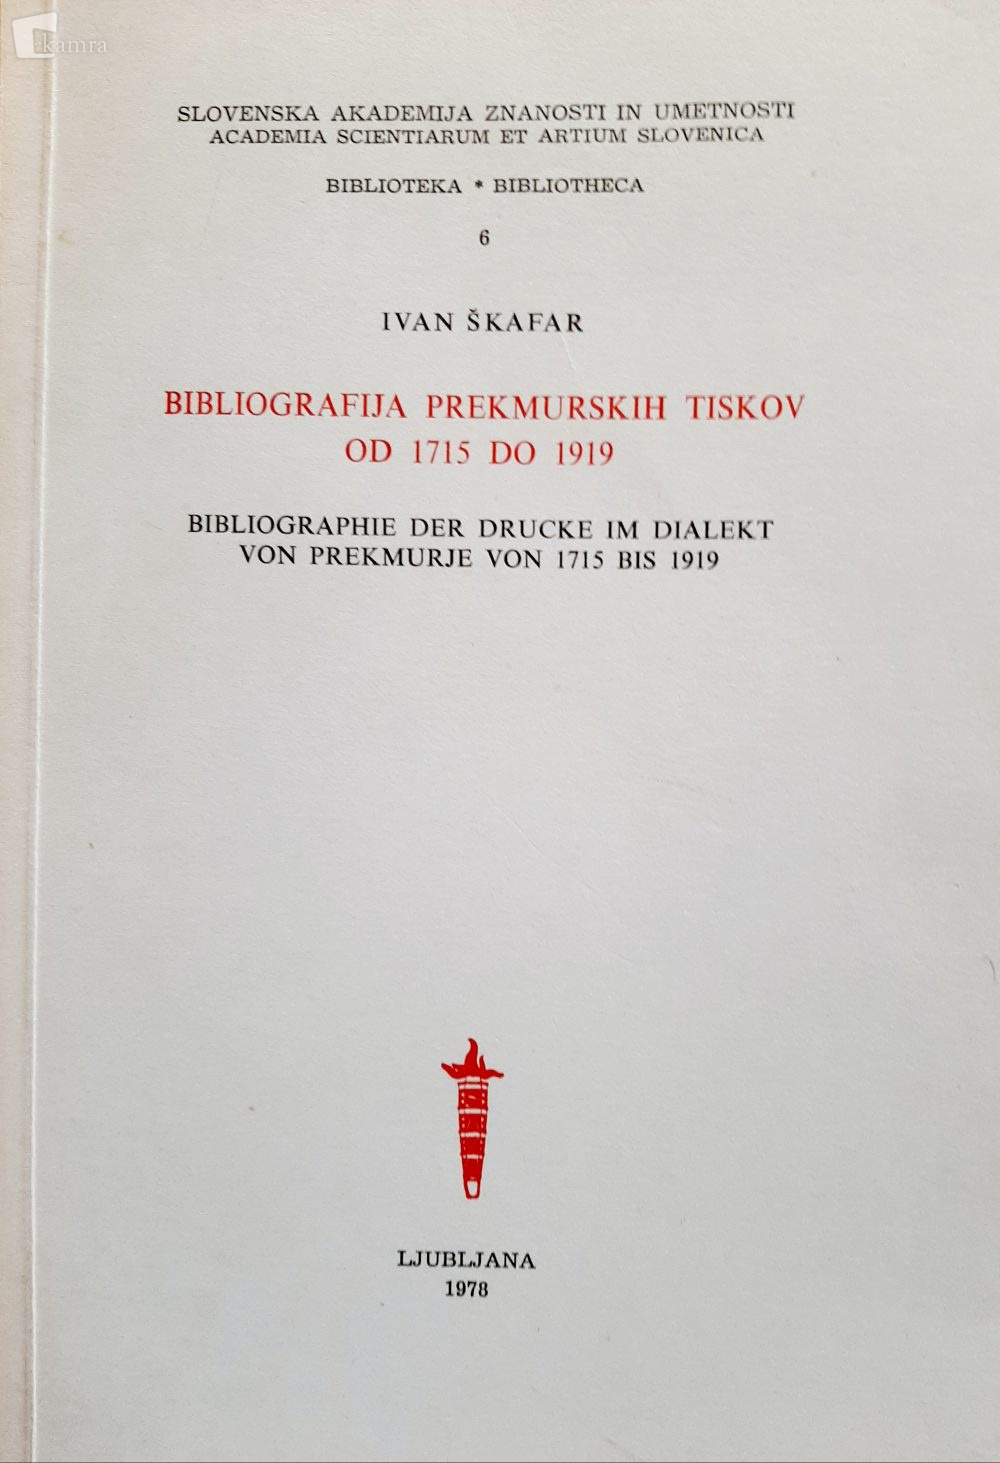 kamra
SLOVENSKA AKADEMIJA ZNANOSTI IN UMETNOSTI
ACADEMIA SCIENTIARUM ET ARTIUM SLOVENICA
BIBLIOTEKA * BIBLIOTHECA
6
IVAN ŠKAFAR
BIBLIOGRAFIJA PREKMURSKIH TISKOV
OD 1715 DO 1919
BIBLIOGRAPHIE DER DRUCKE IM DIALEKT
VON PREKMURJE VON 1715 BIS 1919
LJUBLJANA
1978